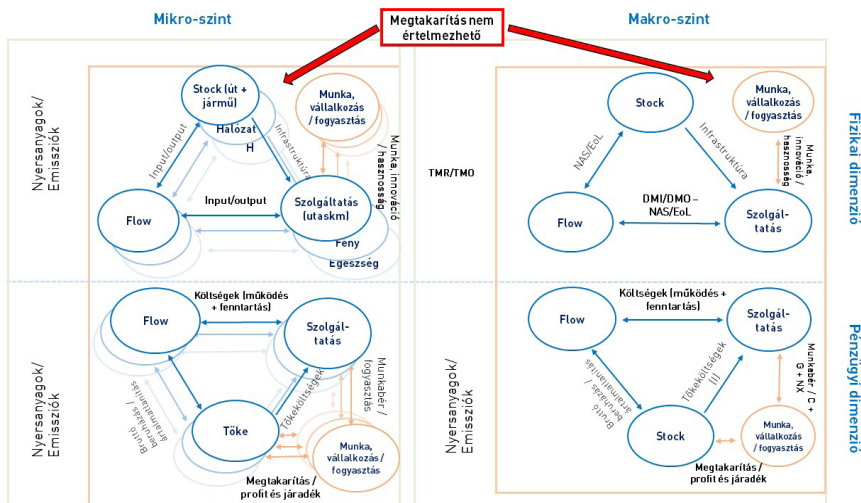 Mikro-szint
Megtakarítás nem
értelmezhető
Makro-szint
Nyersanyagok/
Emissziók
Stock (út +
jármű)
Hálózat
H
Munka,
vállalkozás
/ fogyasztás
Input/output
Infrastruktúra
Munka, innováció
/ hasznosság
Input/output
Flow
Szolgáltatás
(utaskm)
Fény
Egészség
TMR/TMO
Nyersanyagok/
Emissziók
Stock
Munka,
vállalkozás
/ fogyasztás
NAS/EoL
Infrastruktúra
Munka,
innováció /
hasznosság
DMI/DMO –
NAS/EoL
Flow
Szolgál-
tatás
Fizikai dimenzió
Nyersanyagok/
Emissziók
Flow
Költségek (működés
+ fenntartás)
Szolgál-
tatás
Bruttó
beruházás /
ártalmatlanítás
Tőkeköltségek
Munkabér /
fogyasztás
Tőke
Munka,
vállalkozás /
fogyasztás
Megtakarítás /
profit és járadék
Nyersanyagok/
Emissziók
Flow
Költségek (működés +
fenntartás)
Szolgál-
tatás
Bruttó
beruházás /
ártalmatlanítás
Tőkeköltségek
(I)
Munkabér / C +
G + NX
Stock
Munka,
vállalkozás /
fogyasztás
Megtakarítás /
profit és járadék
Pénzügyi dimenzió